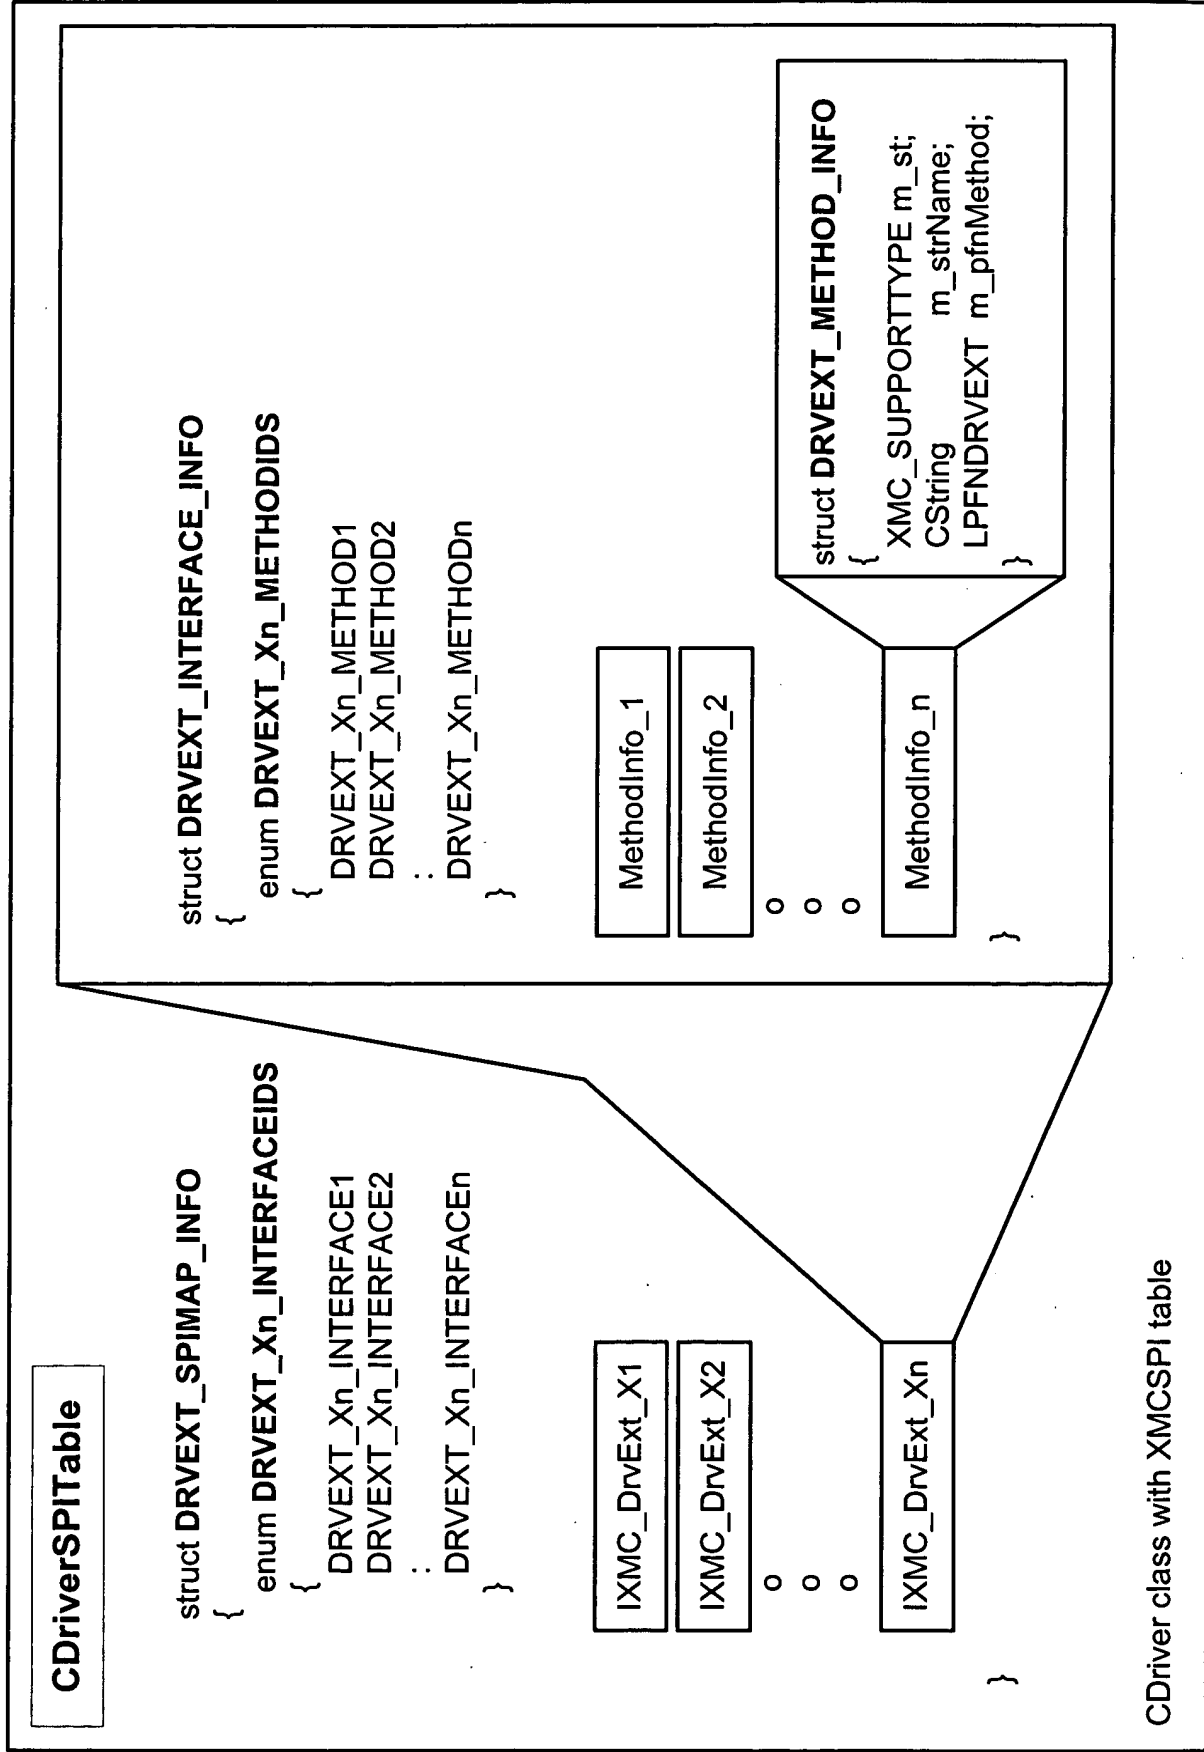 CDriverSPITable
struct DRVEXT_SPIMAP_INFO
{
enum DRVEXT_Xn_INTERFACEIDS
{
DRVEXT_Xn_INTERFACE1
DRVEXT_Xn_INTERFACE2
:
DRVEXT_Xn_INTERFACEn
}
IXMC_DrvExt_X1
IXMC_DrvExt_X2
o
o
o
IXMC_DrvExt_Xn
}
struct DRVEXT_INTERFACE_INFO
{
enum DRVEXT_Xn_METHODIDS
{
DRVEXT_Xn_METHOD1
DRVEXT_Xn_METHOD2
:
DRVEXT_Xn_METHODn
}
MethodInfo_1
MethodInfo_2
o
o
o
MethodInfo_n
}
struct DRVEXT_METHOD_INFO
{
XMC_SUPPORTTYPE m_st;
CString m_strName;
LPFNDRVEXT m_pfnMethod;
}
CDriver class with XMCSPI table